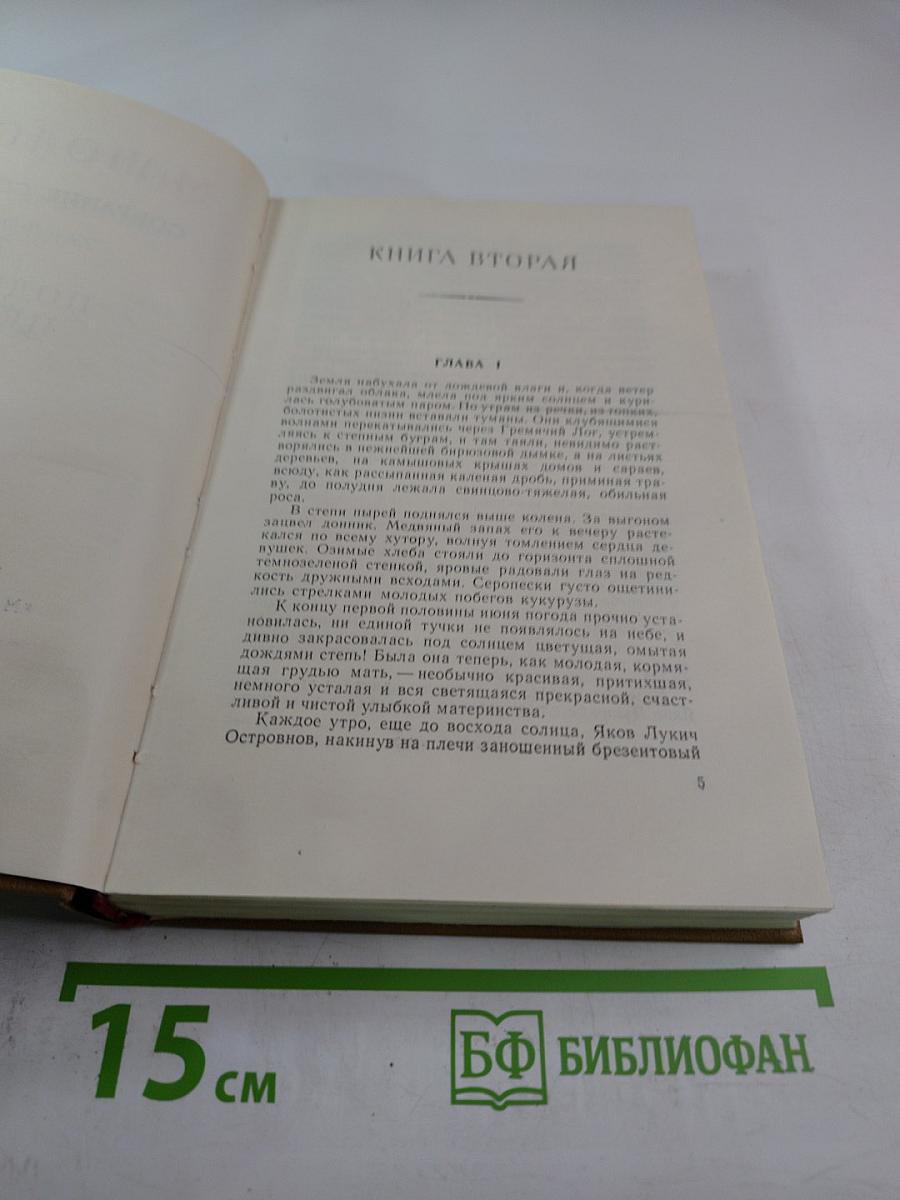 КНИГА ВТОРАЯ
ГЛАВА 1
Земля набухала от дождевой влаги и, когда ветер
раздвигал облака, млела под ярким солнцем и кури-
лась голубоватым паром. По утрам на речки, из топких,
болотистых низин вставали туманы. Они клубящимися
волнами перекатывались через Гремячий Лог, устрем-
ляясь к степным буграм, и там таяли, невидимо раст-
ворялись в нежнейшей бирюзовой дымке, а на листьях
деревьев, на камышовых крышах домов и сараев,
всюду, как рассыпанная каленая дробь, приминая тра-
ву, до полудня лежала свинцово-тяжелая, обильная
роса.
В степи пырей поднялся выше колена. За выгоном
зацвел донник. Медвяный запах его к вечеру расте-
кался по всему хутору, волнуя томлением сердца де-
вушек. Озимые хлеба стояли до горизонта сплошной
темнозеленой стенкой, яровые радовали глаз на ред-
кость дружными всходами. Серопески густо ощетини-
лись стрелками молодых побегов кукурузы.
К концу первой половины июня погода прочно уста-
новилась, ни единой тучки не появлялось на небе, и
дивно закрасовалась под солнцем цветущая, омытая
дождями степь! Была она теперь, как молодая, кормя-
щая грудью мать, — необычно красивая, притихшая,
немного усталая и вся светящаяся прекрасной, счаст-
ливой и чистой улыбкой материнства.
Каждое утро, еще до восхода солнца, Яков Лукич
Островнов, накинув на плечи заношенный брезентовый
5
15 см
БФ БИБЛИОФАН